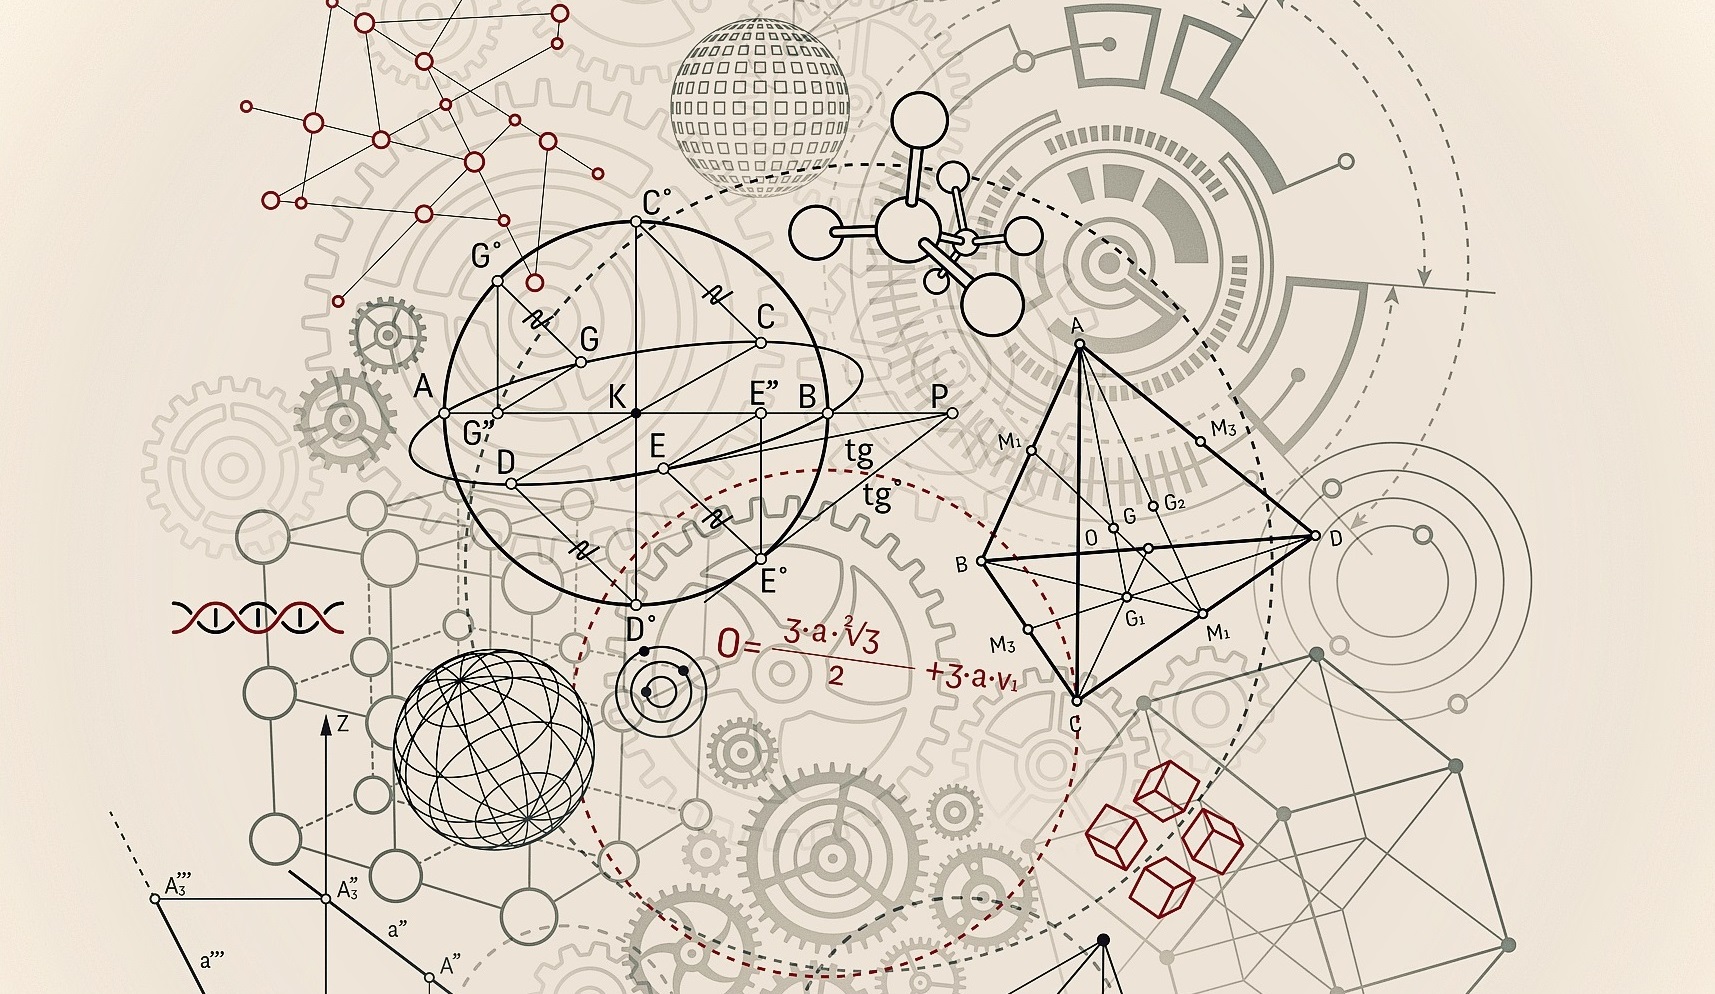 C°
G°
G
C
A
K
E”
B
P
G”
D
E
tg
tg°
E°
D°
A
M₁
M₃
G
G₂
O
B
D
G₁
M₃
M₁
C
O= 3·a·²√3 / 2 +3·a·v₁
Z
A₃”’
A₃”
a”
a”’
A”